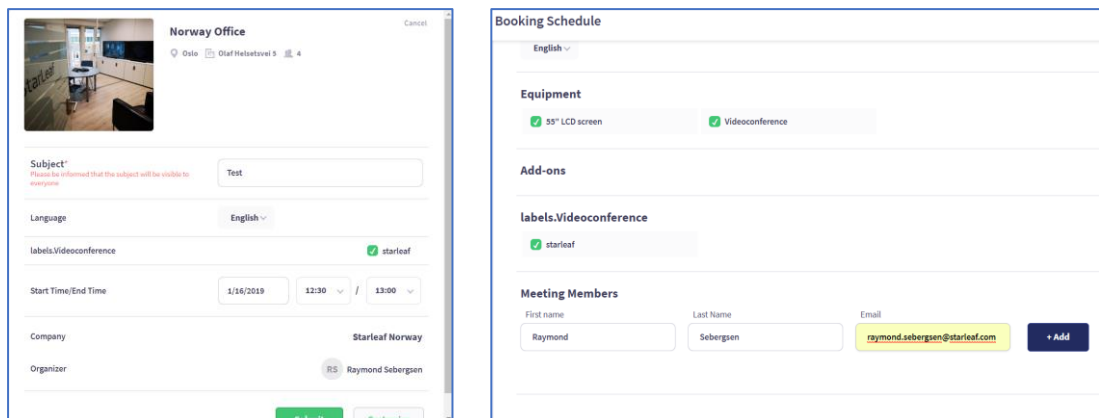 Cancel
Norway Office
Oslo Olaf Helsetsvei 5 4
StarLeaf
Subject*
Please be informed that the subject will be visible to
everyone
Test
Language
English
labels.Videoconference
starleaf
Start Time/End Time
1/16/2019
12:30 / 13:00
Company
Starleaf Norway
Organizer
RS Raymond Sebergsen
Booking Schedule
English
Equipment
55" LCD screen
Videoconference
Add-ons
labels.Videoconference
starleaf
Meeting Members
First name
Last Name
Email
Raymond
Sebergsen
raymond.sebergsen@starleaf.com
+ Add